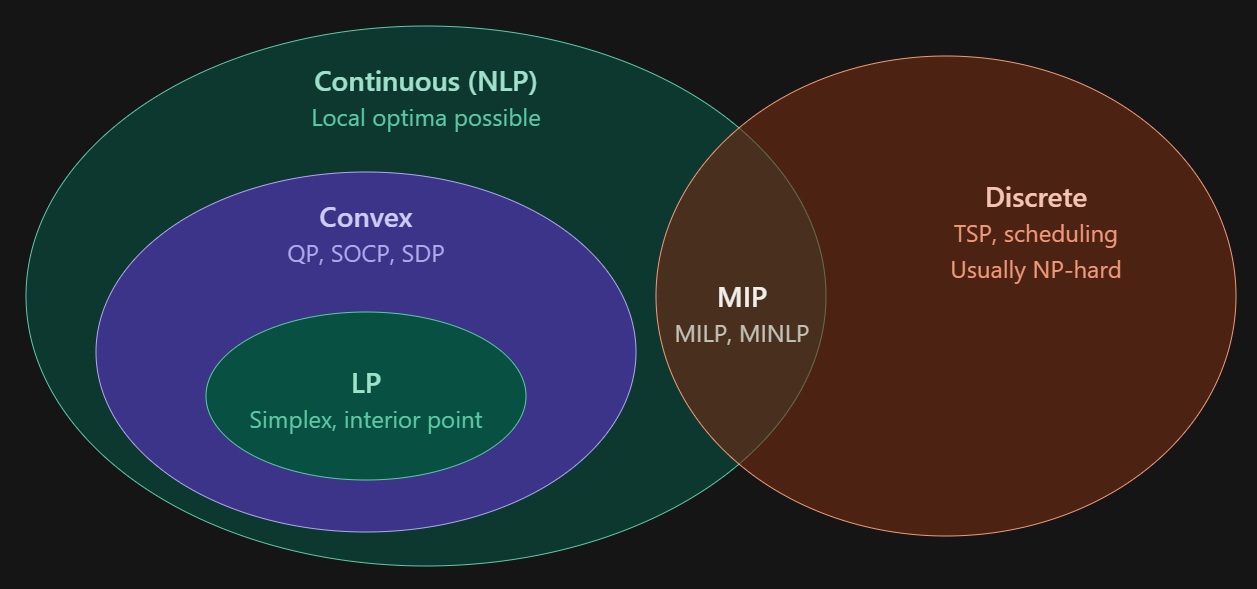 Continuous (NLP)
Local optima possible
Convex
QP, SOCP, SDP
LP
Simplex, interior point
MIP
MILP, MINLP
Discrete
TSP, scheduling
Usually NP-hard